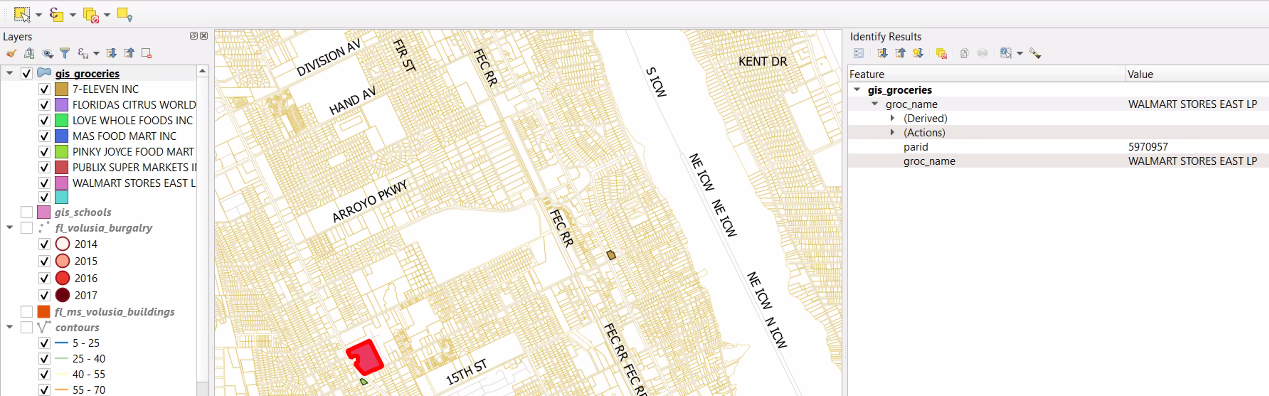 Layers
gis_groceries
7-ELEVEN INC
FLORIDAS CITRUS WORLD
LOVE WHOLE FOODS INC
MAS FOOD MART INC
PINKY JOYCE FOOD MART
PUBLIX SUPER MARKETS I
WALMART STORES EAST L
gis_schools
fl_volusia_burgalry
2014
2015
2016
2017
fl_ms_volusia_buildings
contours
5 - 25
25 - 40
40 - 55
55 - 70
DIVISION AV
FIR ST
FEC RR
S ICW
KENT DR
HAND AV
NE ICW
NE ICW
ARROYO PKWY
FEC RR
NE ICW
N ICW
FEC RR
FEC RR
15TH ST
Identify Results
Feature Value
gis_groceries
groc_name WALMART STORES EAST LP
(Derived)
(Actions)
parid 5970957
groc_name WALMART STORES EAST LP